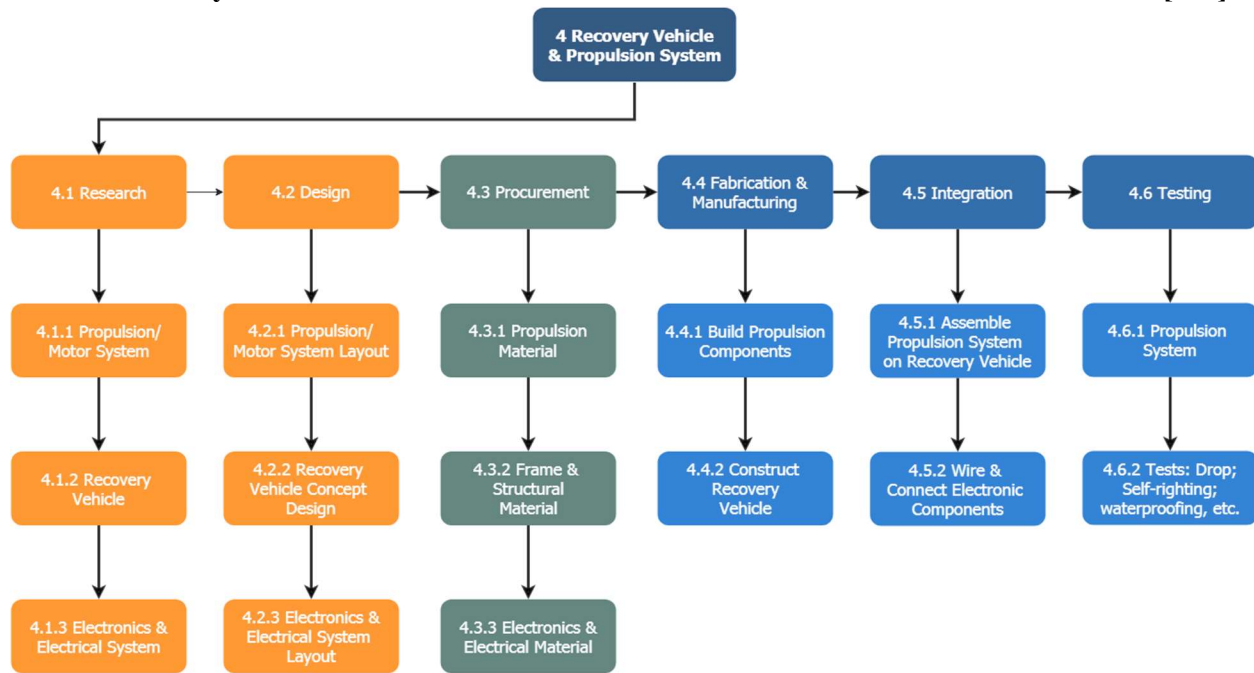 4 Recovery Vehicle
& Propulsion System
4.1 Research
4.2 Design
4.3 Procurement
4.4 Fabrication &
Manufacturing
4.5 Integration
4.6 Testing
4.1.1 Propulsion/
Motor System
4.2.1 Propulsion/
Motor System Layout
4.3.1 Propulsion
Material
4.4.1 Build Propulsion
Components
4.5.1 Assemble
Propulsion System
on Recovery Vehicle
4.6.1 Propulsion
System
4.1.2 Recovery
Vehicle
4.2.2 Recovery
Vehicle Concept
Design
4.3.2 Frame &
Structural
Material
4.4.2 Construct
Recovery
Vehicle
4.5.2 Wire &
Connect Electronic
Components
4.6.2 Tests: Drop;
Self-righting;
waterproofing, etc.
4.1.3 Electronics &
Electrical System
4.2.3 Electronics &
Electrical System
Layout
4.3.3 Electronics &
Electrical Material